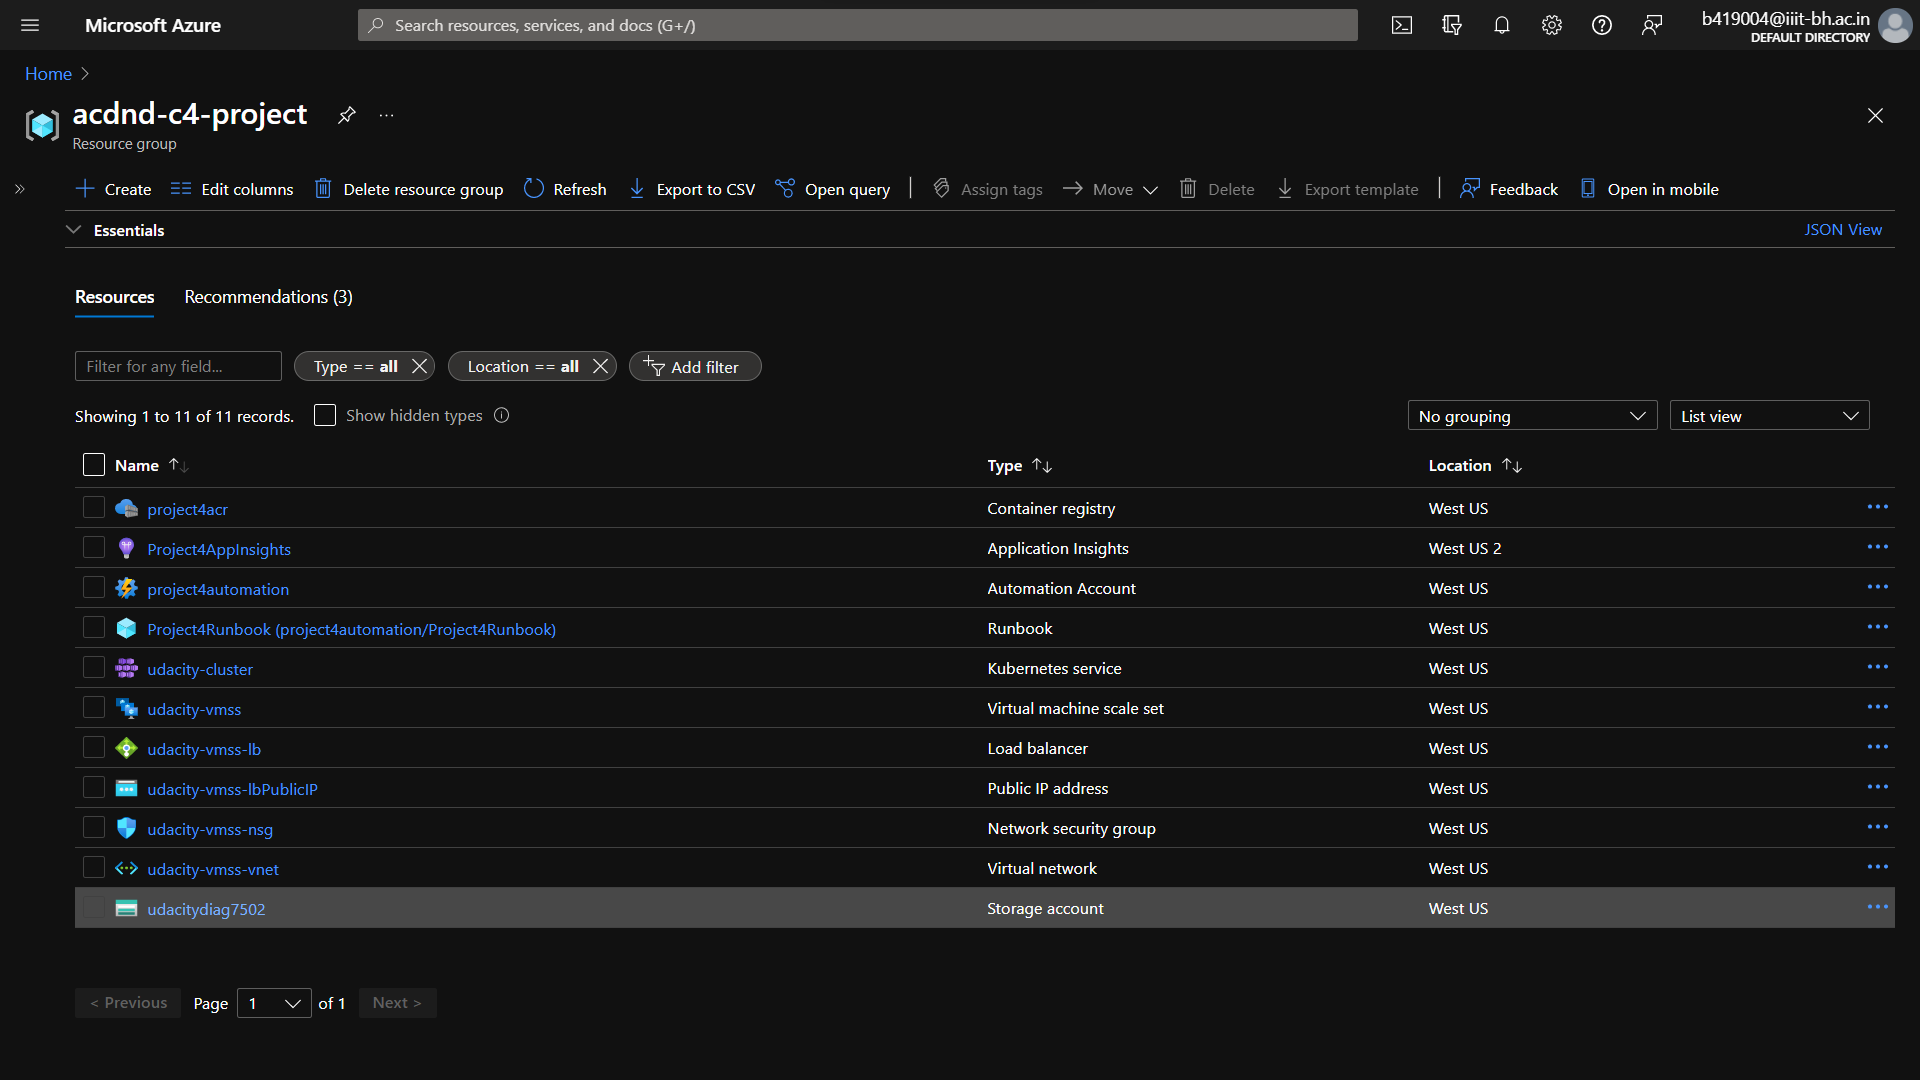 Microsoft Azure
Search resources, services, and docs (G+/)
b419004@iiit-bh.ac.in
DEFAULT DIRECTORY
Home
acdnd-c4-project
Resource group
Create
Edit columns
Delete resource group
Refresh
Export to CSV
Open query
Assign tags
Move
Delete
Export template
Feedback
Open in mobile
Essentials
JSON View
Resources
Recommendations (3)
Filter for any field...
Type == all
Location == all
Add filter
Showing 1 to 11 of 11 records.
Show hidden types
No grouping
List view
Name
Type
Location
project4acr
Container registry
West US
Project4AppInsights
Application Insights
West US 2
project4automation
Automation Account
West US
Project4Runbook (project4automation/Project4Runbook)
Runbook
West US
udacity-cluster
Kubernetes service
West US
udacity-vmss
Virtual machine scale set
West US
udacity-vmss-lb
Load balancer
West US
udacity-vmss-lbPublicIP
Public IP address
West US
udacity-vmss-nsg
Network security group
West US
udacity-vmss-vnet
Virtual network
West US
udacitydiag7502
Storage account
West US
< Previous
Page
1
of 1
Next >